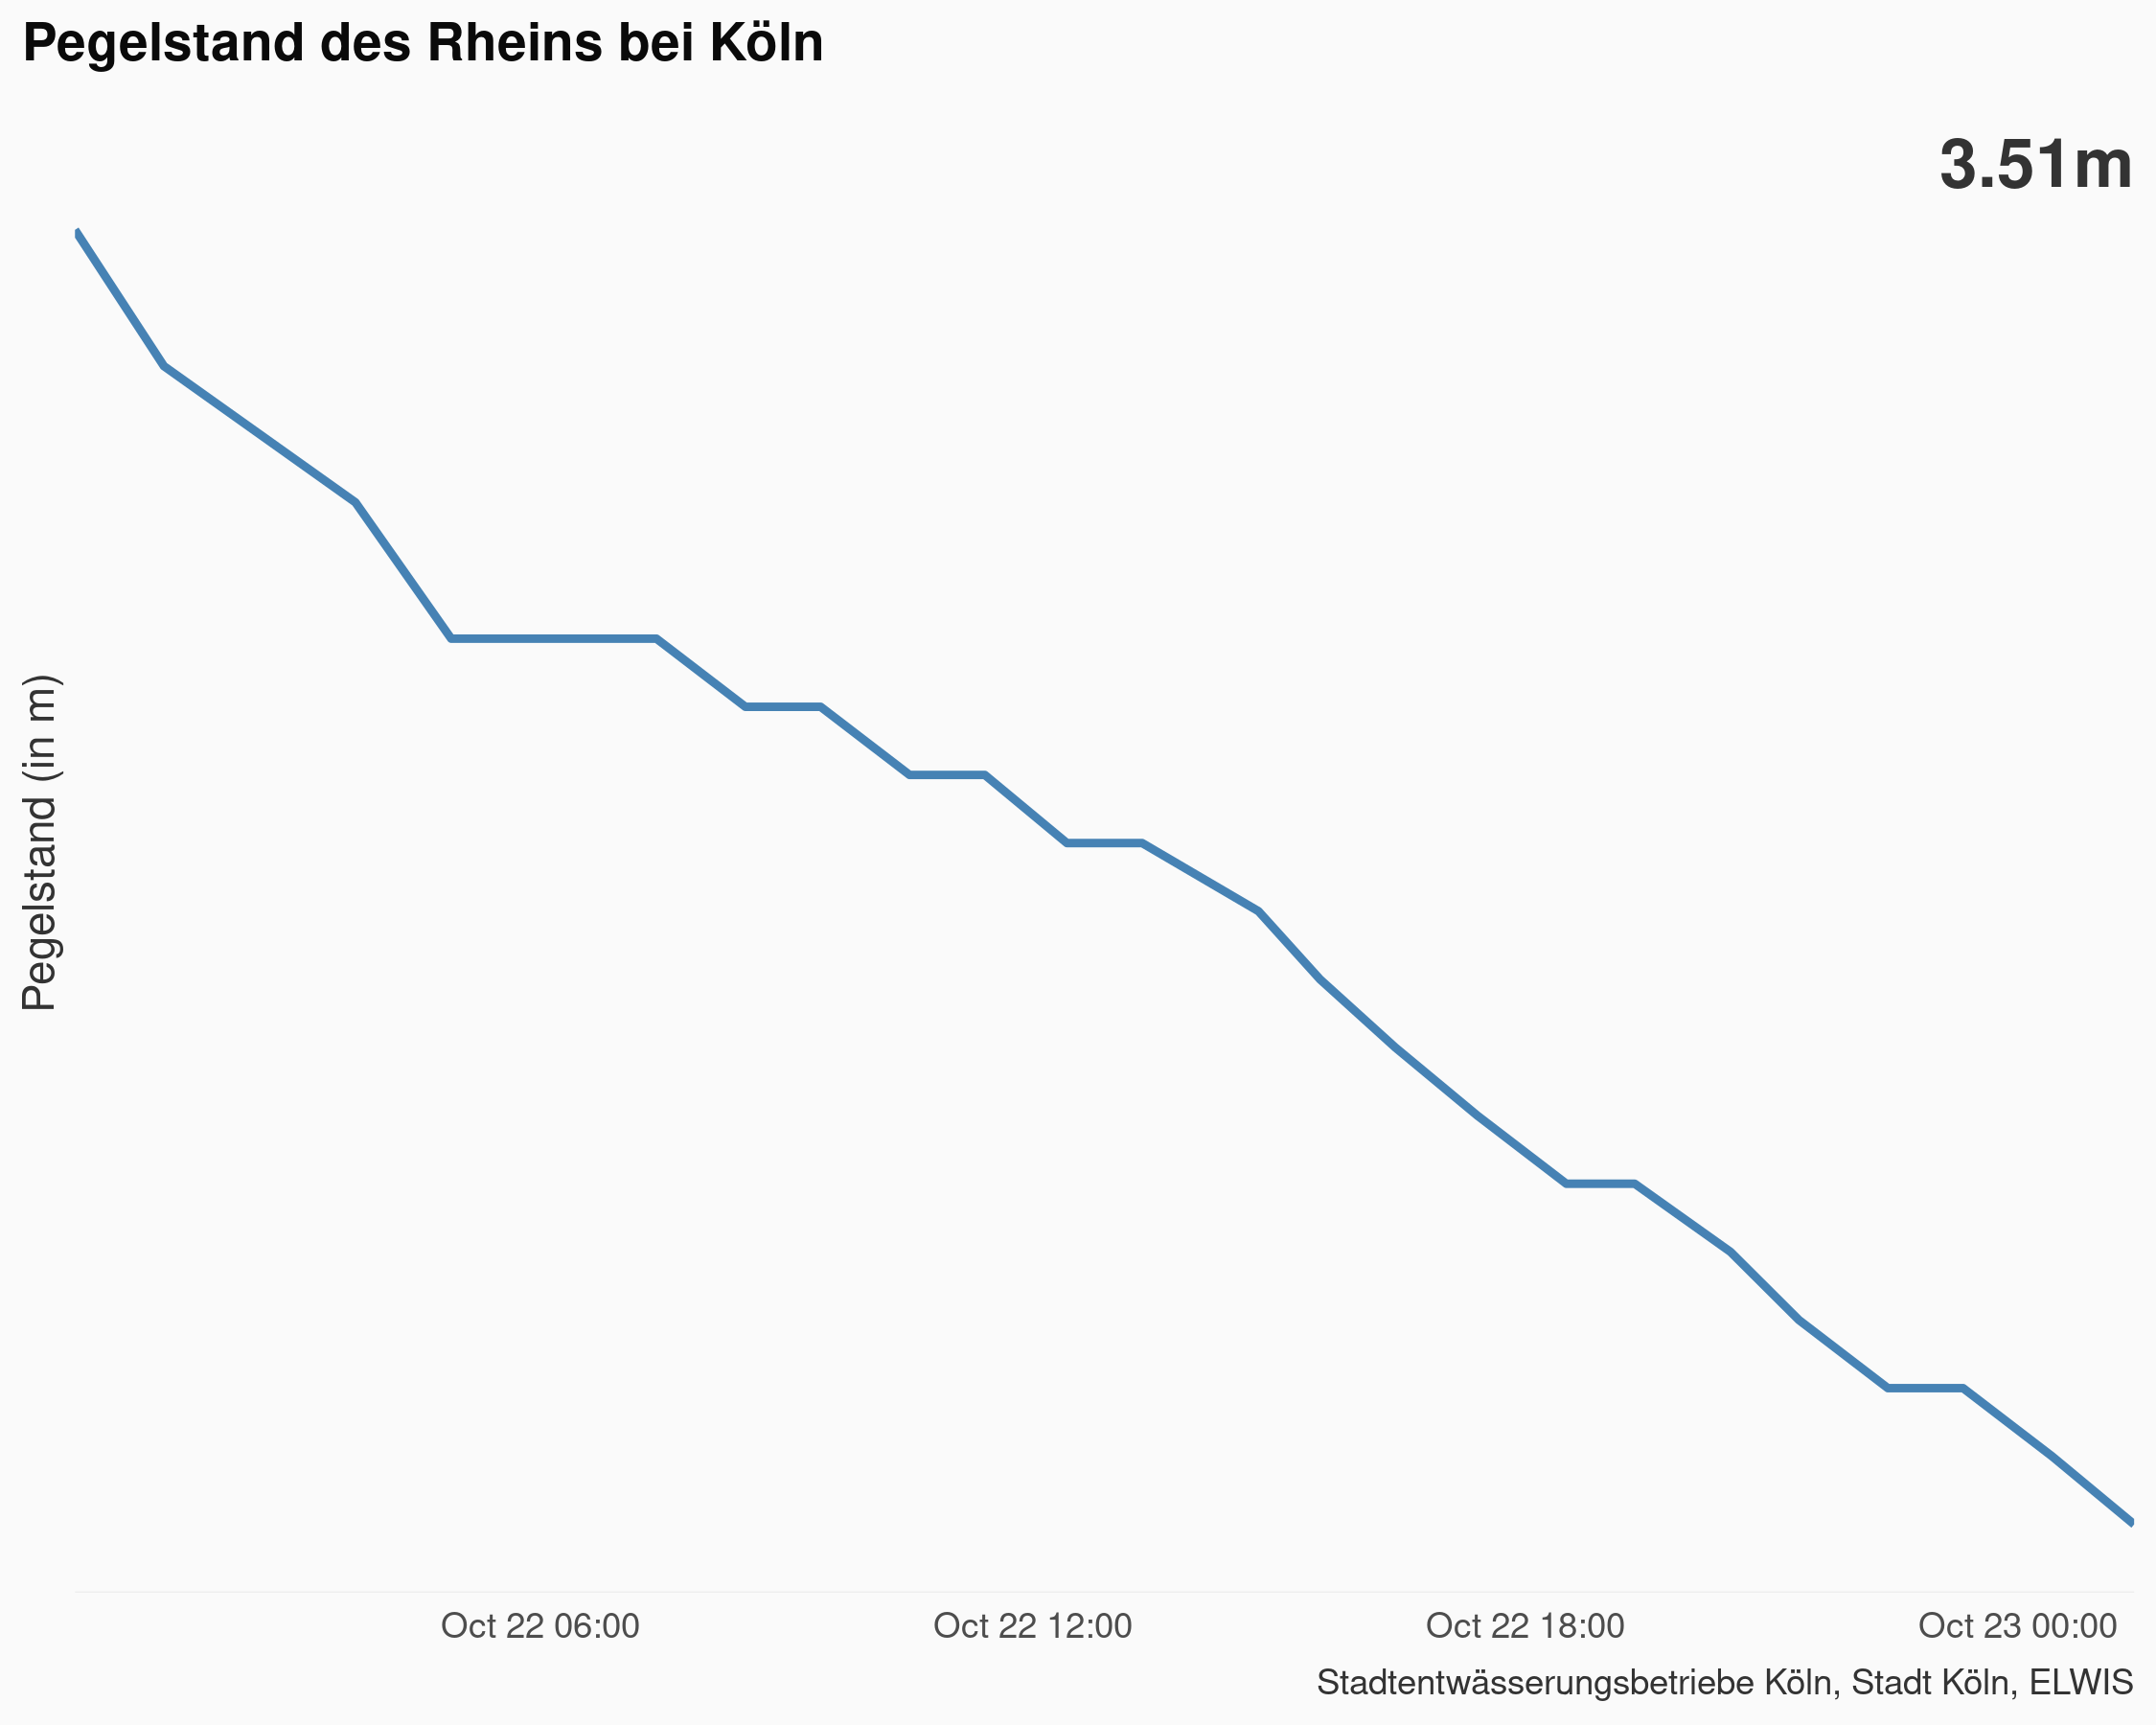 Pegelstand des Rheins bei Köln
3.51m
Pegelstand (in m)
Oct 22 06:00
Oct 22 12:00
Oct 22 18:00
Oct 23 00:00
Stadtentwässerungsbetriebe Köln, Stadt Köln, ELWIS